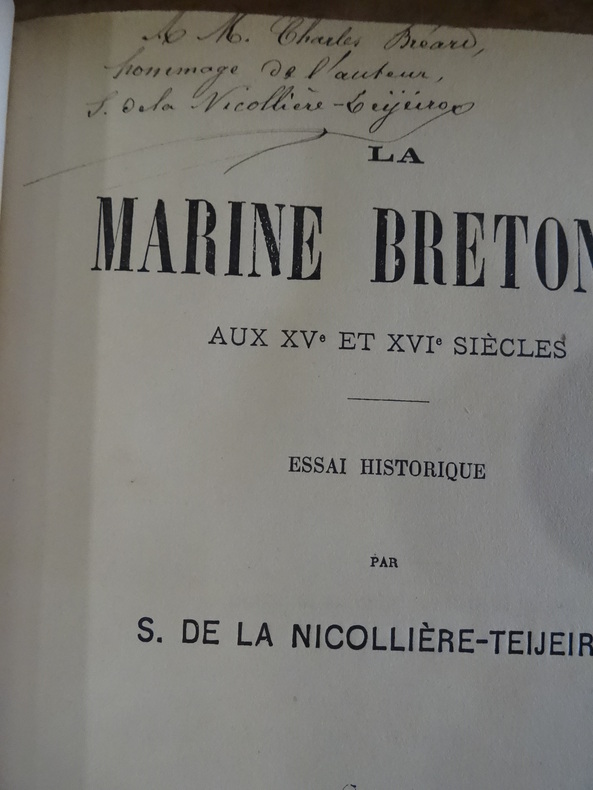 A M. Charles Bréard,
hommage de l'auteur,
S. de la Nicollière-Teijeiro
LA
MARINE BRETON
AUX XVe ET XVIe SIÈCLES
ESSAI HISTORIQUE
PAR
S. DE LA NICOLLIÈRE-TEIJEIR